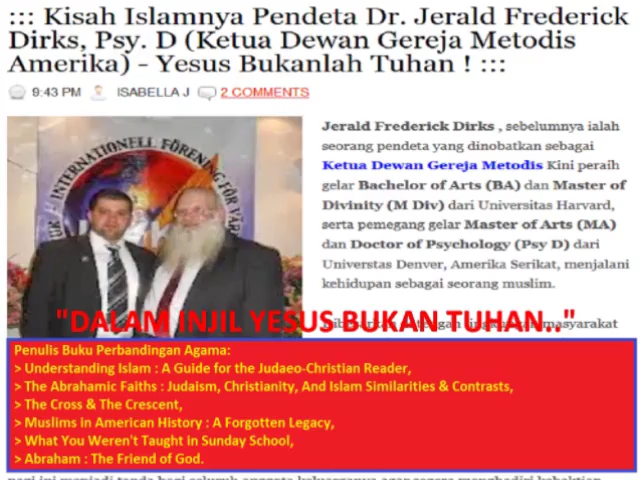 ::: Kisah Islamnya Pendeta Dr. Jerald Frederick
Dirks, Psy. D (Ketua Dewan Gereja Metodis
Amerika) - Yesus Bukanlah Tuhan ! :::
9:43 PM ISABELLA J 2 COMMENTS
INTERNATIONELL FÖRENING FÖR VÄR
Jerald Frederick Dirks , sebelumnya ialah
seorang pendeta yang dinobatkan sebagai
Ketua Dewan Gereja Metodis Kini peraih
gelar Bachelor of Arts (BA) dan Master of
Divinity (M Div) dari Universitas Harvard,
serta pemegang gelar Master of Arts (MA)
dan Doctor of Psychology (Psy D) dari
Universtas Denver, Amerika Serikat, menjalani
kehidupan sebagai seorang muslim.
"DALAM INJIL YESUS BUKAN TUHAN.."
masyarakat
Penulis Buku Perbandingan Agama:
> Understanding Islam : A Guide for the Judaeo-Christian Reader,
> The Abrahamic Faiths : Judaism, Christianity, And Islam Similarities & Contrasts,
> The Cross & The Crescent,
> Muslims in American History : A Forgotten Legacy,
> What You Weren't Taught in Sunday School,
> Abraham : The Friend of God.